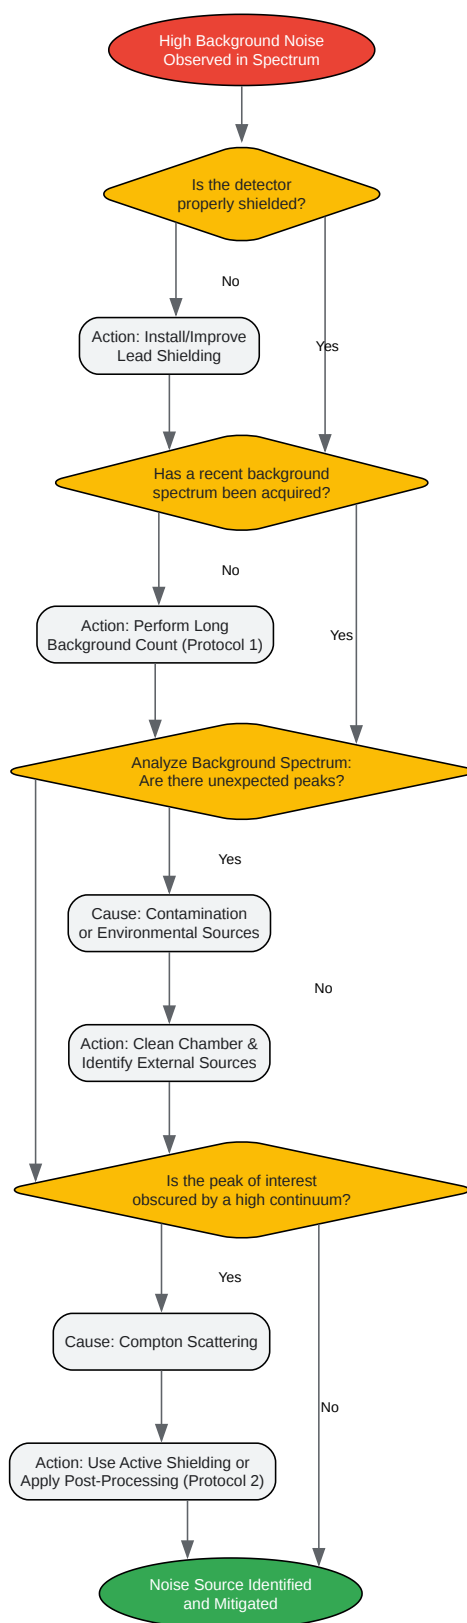 High Background Noise
Observed in Spectrum
Is the detector
properly shielded?
No
Action: Install/Improve
Lead Shielding
Yes
Has a recent background
spectrum been acquired?
No
Action: Perform Long
Background Count (Protocol 1)
Yes
Analyze Background Spectrum:
Are there unexpected peaks?
Yes
Cause: Contamination
or Environmental Sources
No
Action: Clean Chamber &
Identify External Sources
Is the peak of interest
obscured by a high continuum?
Yes
Cause: Compton Scattering
No
Action: Use Active Shielding or
Apply Post-Processing (Protocol 2)
Noise Source Identified
and Mitigated